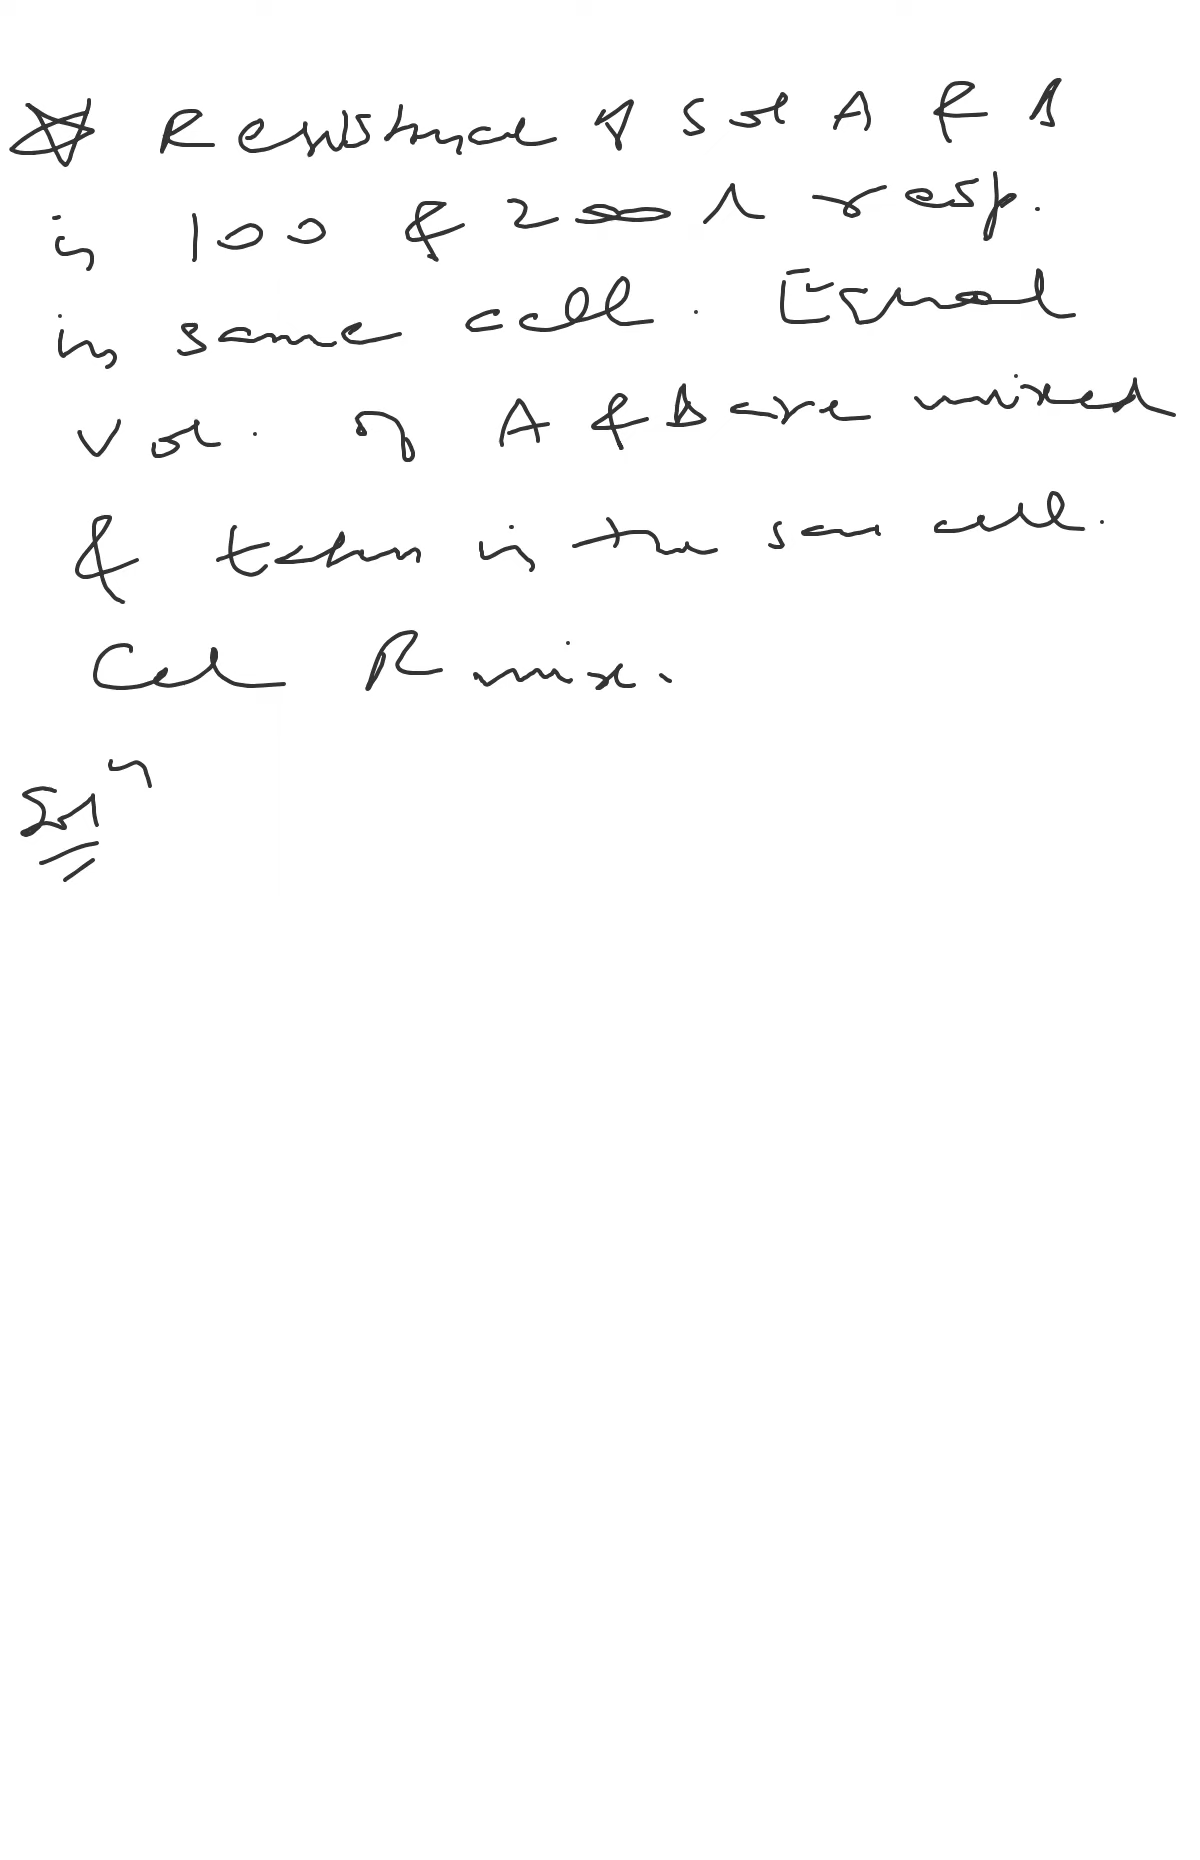 Resistance of sol A & B
is 100 & 200 Ω resp.
in same cell. Equal
vol. of A & B are mixed
& taken in the same cell.
Cal R mix.
Solⁿ